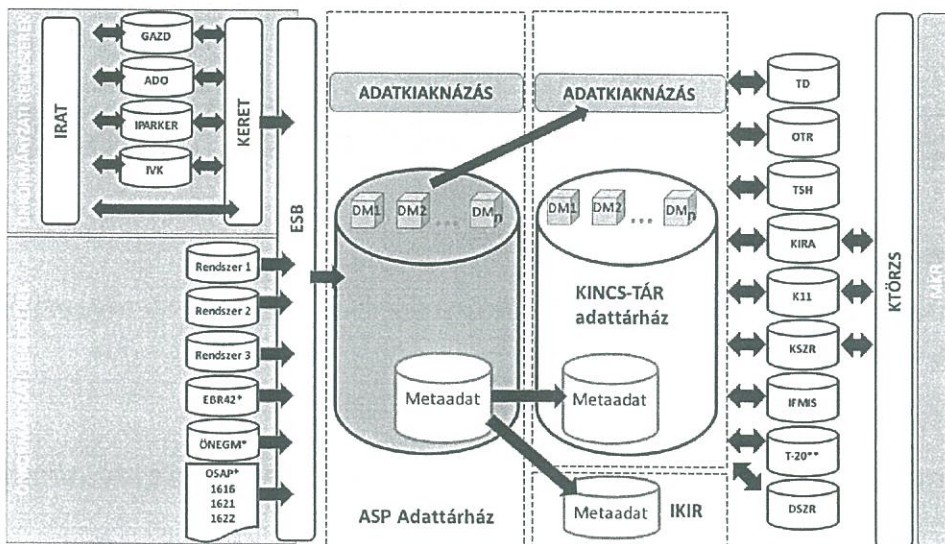 IRAT
GAZD
ADO
IPARKER
IVK
KERET
Rendszer 1
Rendszer 2
Rendszer 3
EBR42*
ÖNEGM*
OSAP*
1616
1621
1622
ESB
ADATKIAKNÁZÁS
DM1
DM2
...
DMn
Metaadat
ASP Adattárház
ADATKIAKNÁZÁS
DM1
DM2
...
DMn
KINCS-TÁR
adattárház
Metaadat
Metaadat
IKIR
TD
OTR
TSH
KIRA
K11
KSZR
IFMIS
T-20**
DSZR
KTÖRZS